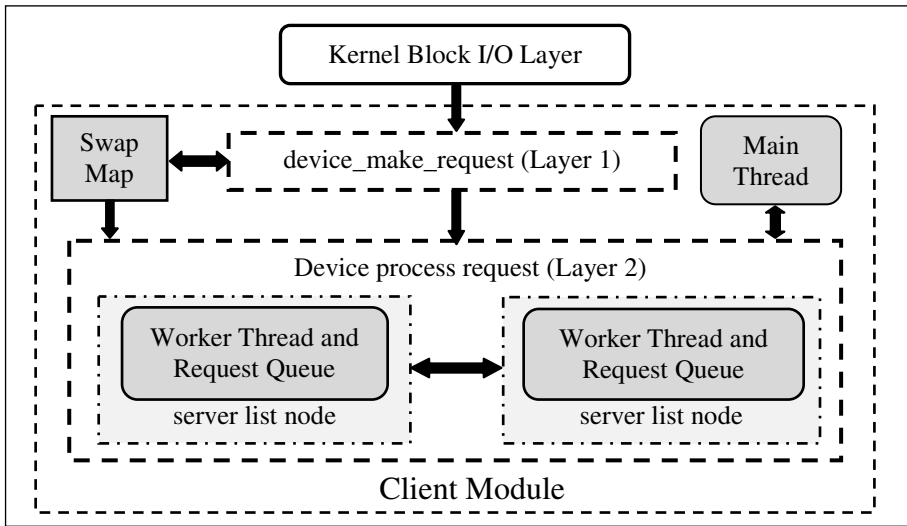 Kernel Block I/O Layer
Swap
Map
device_make_request (Layer 1)
Main
Thread
Device process request (Layer 2)
Worker Thread and
Request Queue
server list node
Worker Thread and
Request Queue
server list node
Client Module